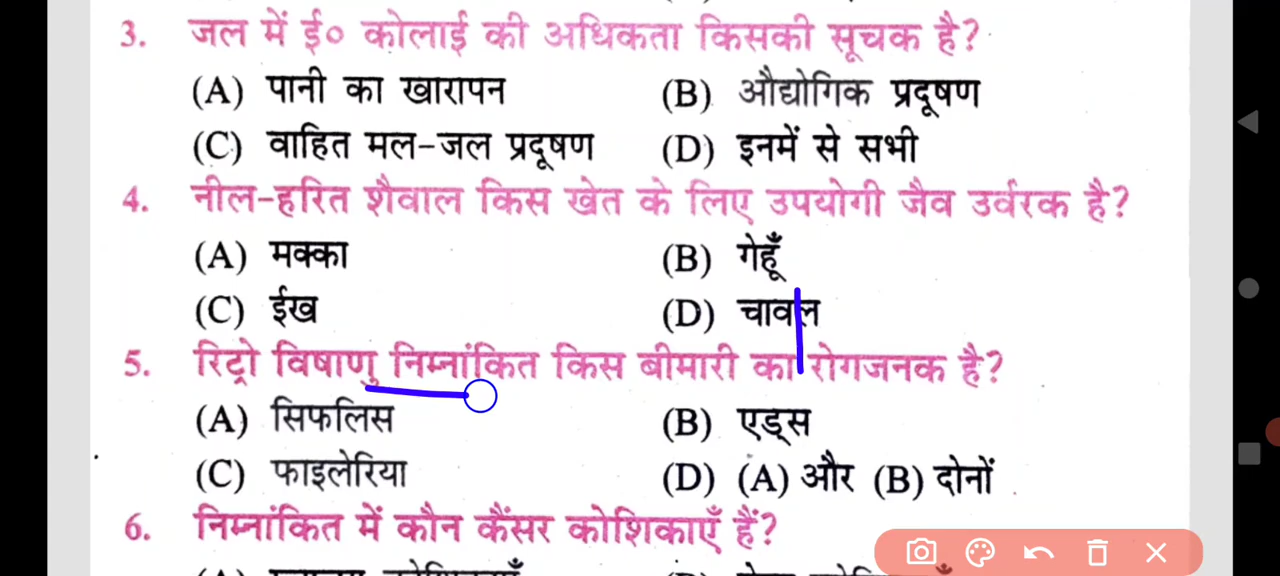 3. जल में ई० कोलाई की अधिकता किसकी सूचक है?
(A) पानी का खारापन (B) औद्योगिक प्रदूषण
(C) वाहित मल-जल प्रदूषण (D) इनमें से सभी
4. नील-हरित शैवाल किस खेत के लिए उपयोगी जैव उर्वरक है?
(A) मक्का (B) गेहूँ
(C) ईख (D) चावल
5. रिट्रो विषाणु निम्नांकित किस बीमारी का रोगजनक है?
(A) सिफलिस (B) एड्स
(C) फाइलेरिया (D) (A) और (B) दोनों
6. निम्नांकित में कौन कैंसर कोशिकाएँ हैं?